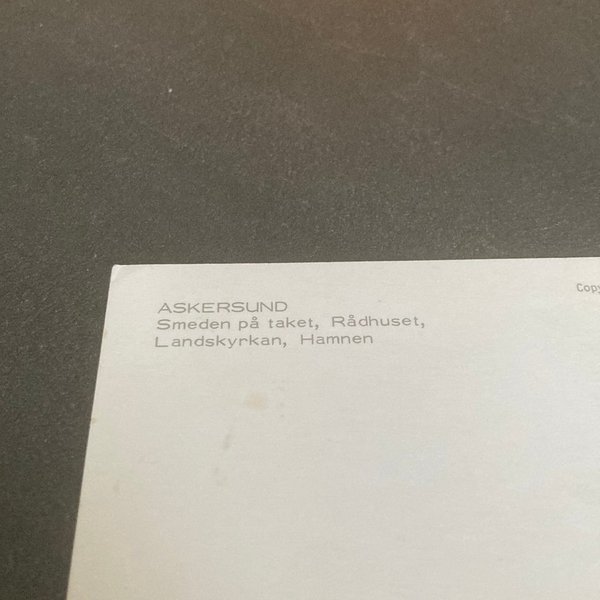 ASKERSUND
Smeden på taket, Rådhuset,
Landskyrkan, Hamnen